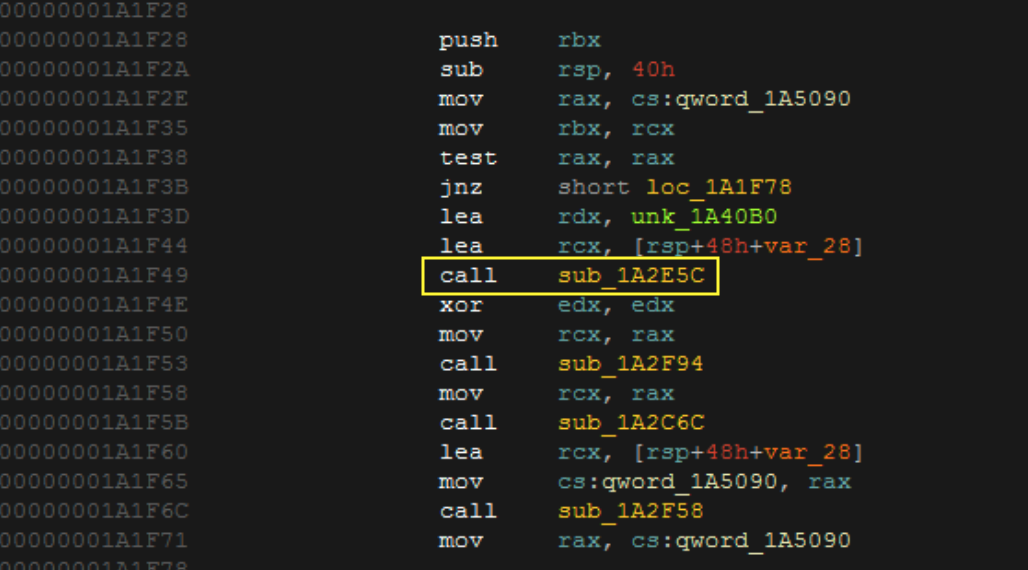 00000001A1F28
00000001A1F28 push rbx
00000001A1F2A sub rsp, 40h
00000001A1F2E mov rax, cs:qword_1A5090
00000001A1F35 mov rbx, rcx
00000001A1F38 test rax, rax
00000001A1F3B jnz short loc_1A1F78
00000001A1F3D lea rdx, unk_1A40B0
00000001A1F44 lea rcx, [rsp+48h+var_28]
00000001A1F49 call sub_1A2E5C
00000001A1F4E xor edx, edx
00000001A1F50 mov rcx, rax
00000001A1F53 call sub_1A2F94
00000001A1F58 mov rcx, rax
00000001A1F5B call sub_1A2C6C
00000001A1F60 lea rcx, [rsp+48h+var_28]
00000001A1F65 mov cs:qword_1A5090, rax
00000001A1F6C call sub_1A2F58
00000001A1F71 mov rax, cs:qword_1A5090
00000001A1F78